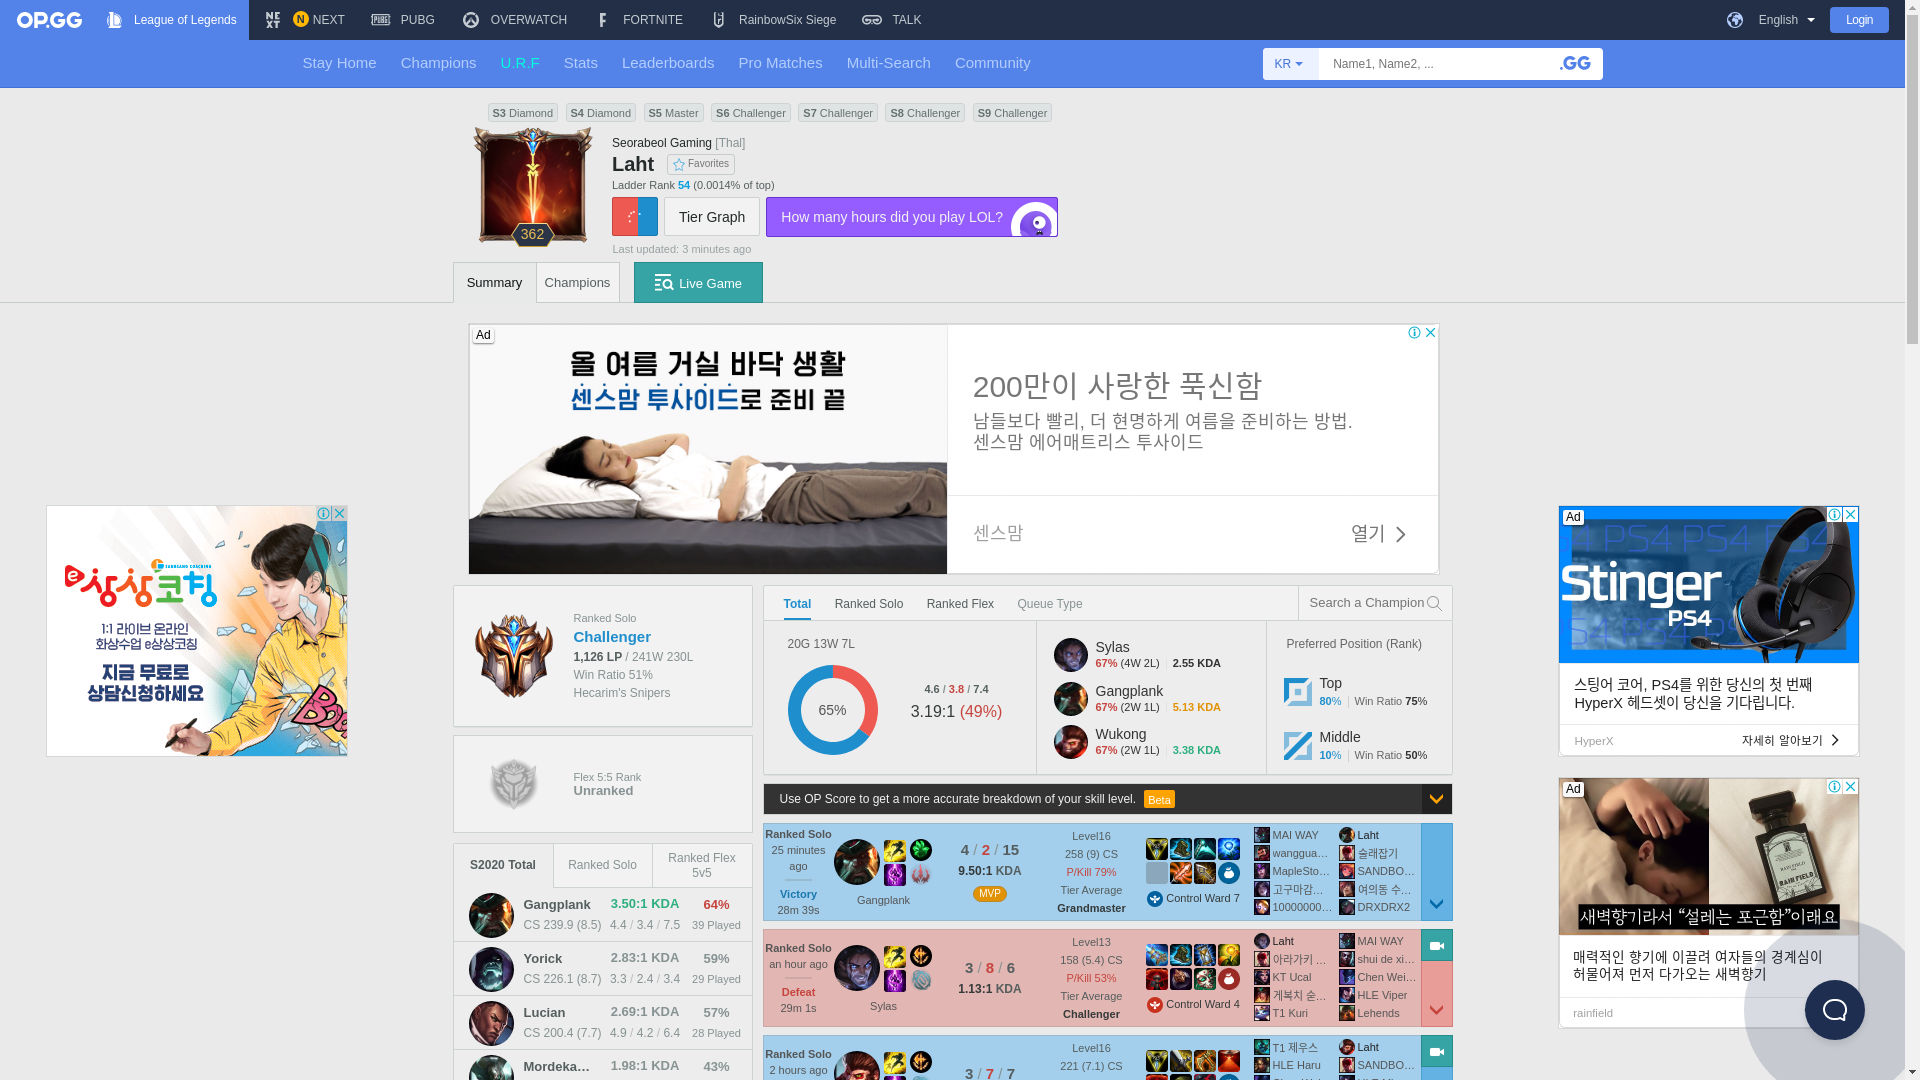 OP.GG
League of Legends
NEXT
N NEXT
PUBG
OVERWATCH
FORTNITE
RainbowSix Siege
TALK
English
Login
Stay Home
Champions
U.R.F
Stats
Leaderboards
Pro Matches
Multi-Search
Community
KR
Name1, Name2, ...
.GG
S3 Diamond
S4 Diamond
S5 Master
S6 Challenger
S7 Challenger
S8 Challenger
S9 Challenger
362
Seorabeol Gaming [Thal]
Laht
Favorites
Ladder Rank 54 (0.0014% of top)
Tier Graph
How many hours did you play LOL?
Last updated: 3 minutes ago
Summary
Champions
Live Game
Ad
올 여름 거실 바닥 생활
센스맘 투사이드로 준비 끝
200만이 사랑한 푹신함
남들보다 빨리, 더 현명하게 여름을 준비하는 방법.
센스맘 에어매트리스 투사이드
센스맘
열기
e상상코칭
SANGSANG COACHING
1:1 라이브 온라인
화상수업 e상상코칭
지금 무료로
상담신청하세요
Ranked Solo
Challenger
1,126 LP / 241W 230L
Win Ratio 51%
Hecarim's Snipers
Flex 5:5 Rank
Unranked
S2020 Total
Ranked Solo
Ranked Flex
5v5
Gangplank
CS 239.9 (8.5)
3.50:1 KDA
4.4 / 3.4 / 7.5
64%
39 Played
Yorick
CS 226.1 (8.7)
2.83:1 KDA
3.3 / 2.4 / 3.4
59%
29 Played
Lucian
CS 200.4 (7.7)
2.69:1 KDA
4.9 / 4.2 / 6.4
57%
28 Played
Mordeka...
1.98:1 KDA
43%
Total
Ranked Solo
Ranked Flex
Queue Type
Search a Champion
20G 13W 7L
65%
4.6 / 3.8 / 7.4
3.19:1 (49%)
Sylas
67% (4W 2L) 2.55 KDA
Gangplank
67% (2W 1L) 5.13 KDA
Wukong
67% (2W 1L) 3.38 KDA
Preferred Position (Rank)
Top
80% Win Ratio 75%
Middle
10% Win Ratio 50%
Use OP Score to get a more accurate breakdown of your skill level. Beta
Ranked Solo
25 minutes
ago
Victory
28m 39s
Gangplank
4 / 2 / 15
9.50:1 KDA
MVP
Level16
258 (9) CS
P/Kill 79%
Tier Average
Grandmaster
Control Ward 7
MAI WAY
wanggua...
MapleSto...
고구마감...
10000000...
Laht
술래잡기
SANDBO...
여의동 수...
DRXDRX2
Ranked Solo
an hour ago
Defeat
29m 1s
Sylas
3 / 8 / 6
1.13:1 KDA
Level13
158 (5.4) CS
P/Kill 53%
Tier Average
Challenger
Control Ward 4
Laht
아라가키 ...
KT Ucal
게복치 숟...
T1 Kuri
MAI WAY
shui de xi...
Chen Wei...
HLE Viper
Lehends
Ranked Solo
2 hours ago
3 / 7 / 7
Level16
221 (7.1) CS
T1 제우스
HLE Haru
Laht
SANDBO...
Ad
Stinger
PS4
스팅어 코어, PS4를 위한 당신의 첫 번째
HyperX 헤드셋이 당신을 기다립니다.
HyperX
자세히 알아보기
Ad
RAIN FIELD
새벽향기라서 “설레는 포근함”이래요
매력적인 향기에 이끌려 여자들의 경계심이
허물어져 먼저 다가오는 새벽향기
rainfield